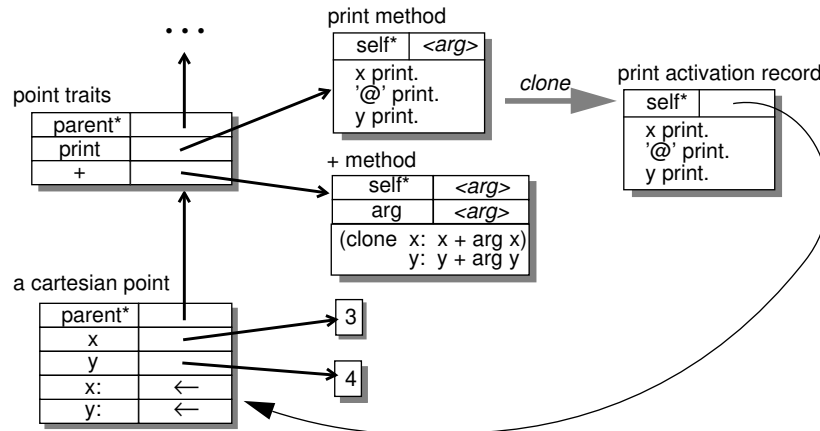 • • •
print method
self* <arg>
x print.
'@' print.
y print.
clone
print activation record
self*
x print.
'@' print.
y print.
point traits
parent*
print
+
+ method
self* <arg>
arg <arg>
(clone x: x + arg x)
y: y + arg y
a cartesian point
parent*
x
y
x: ←
y: ←
3
4